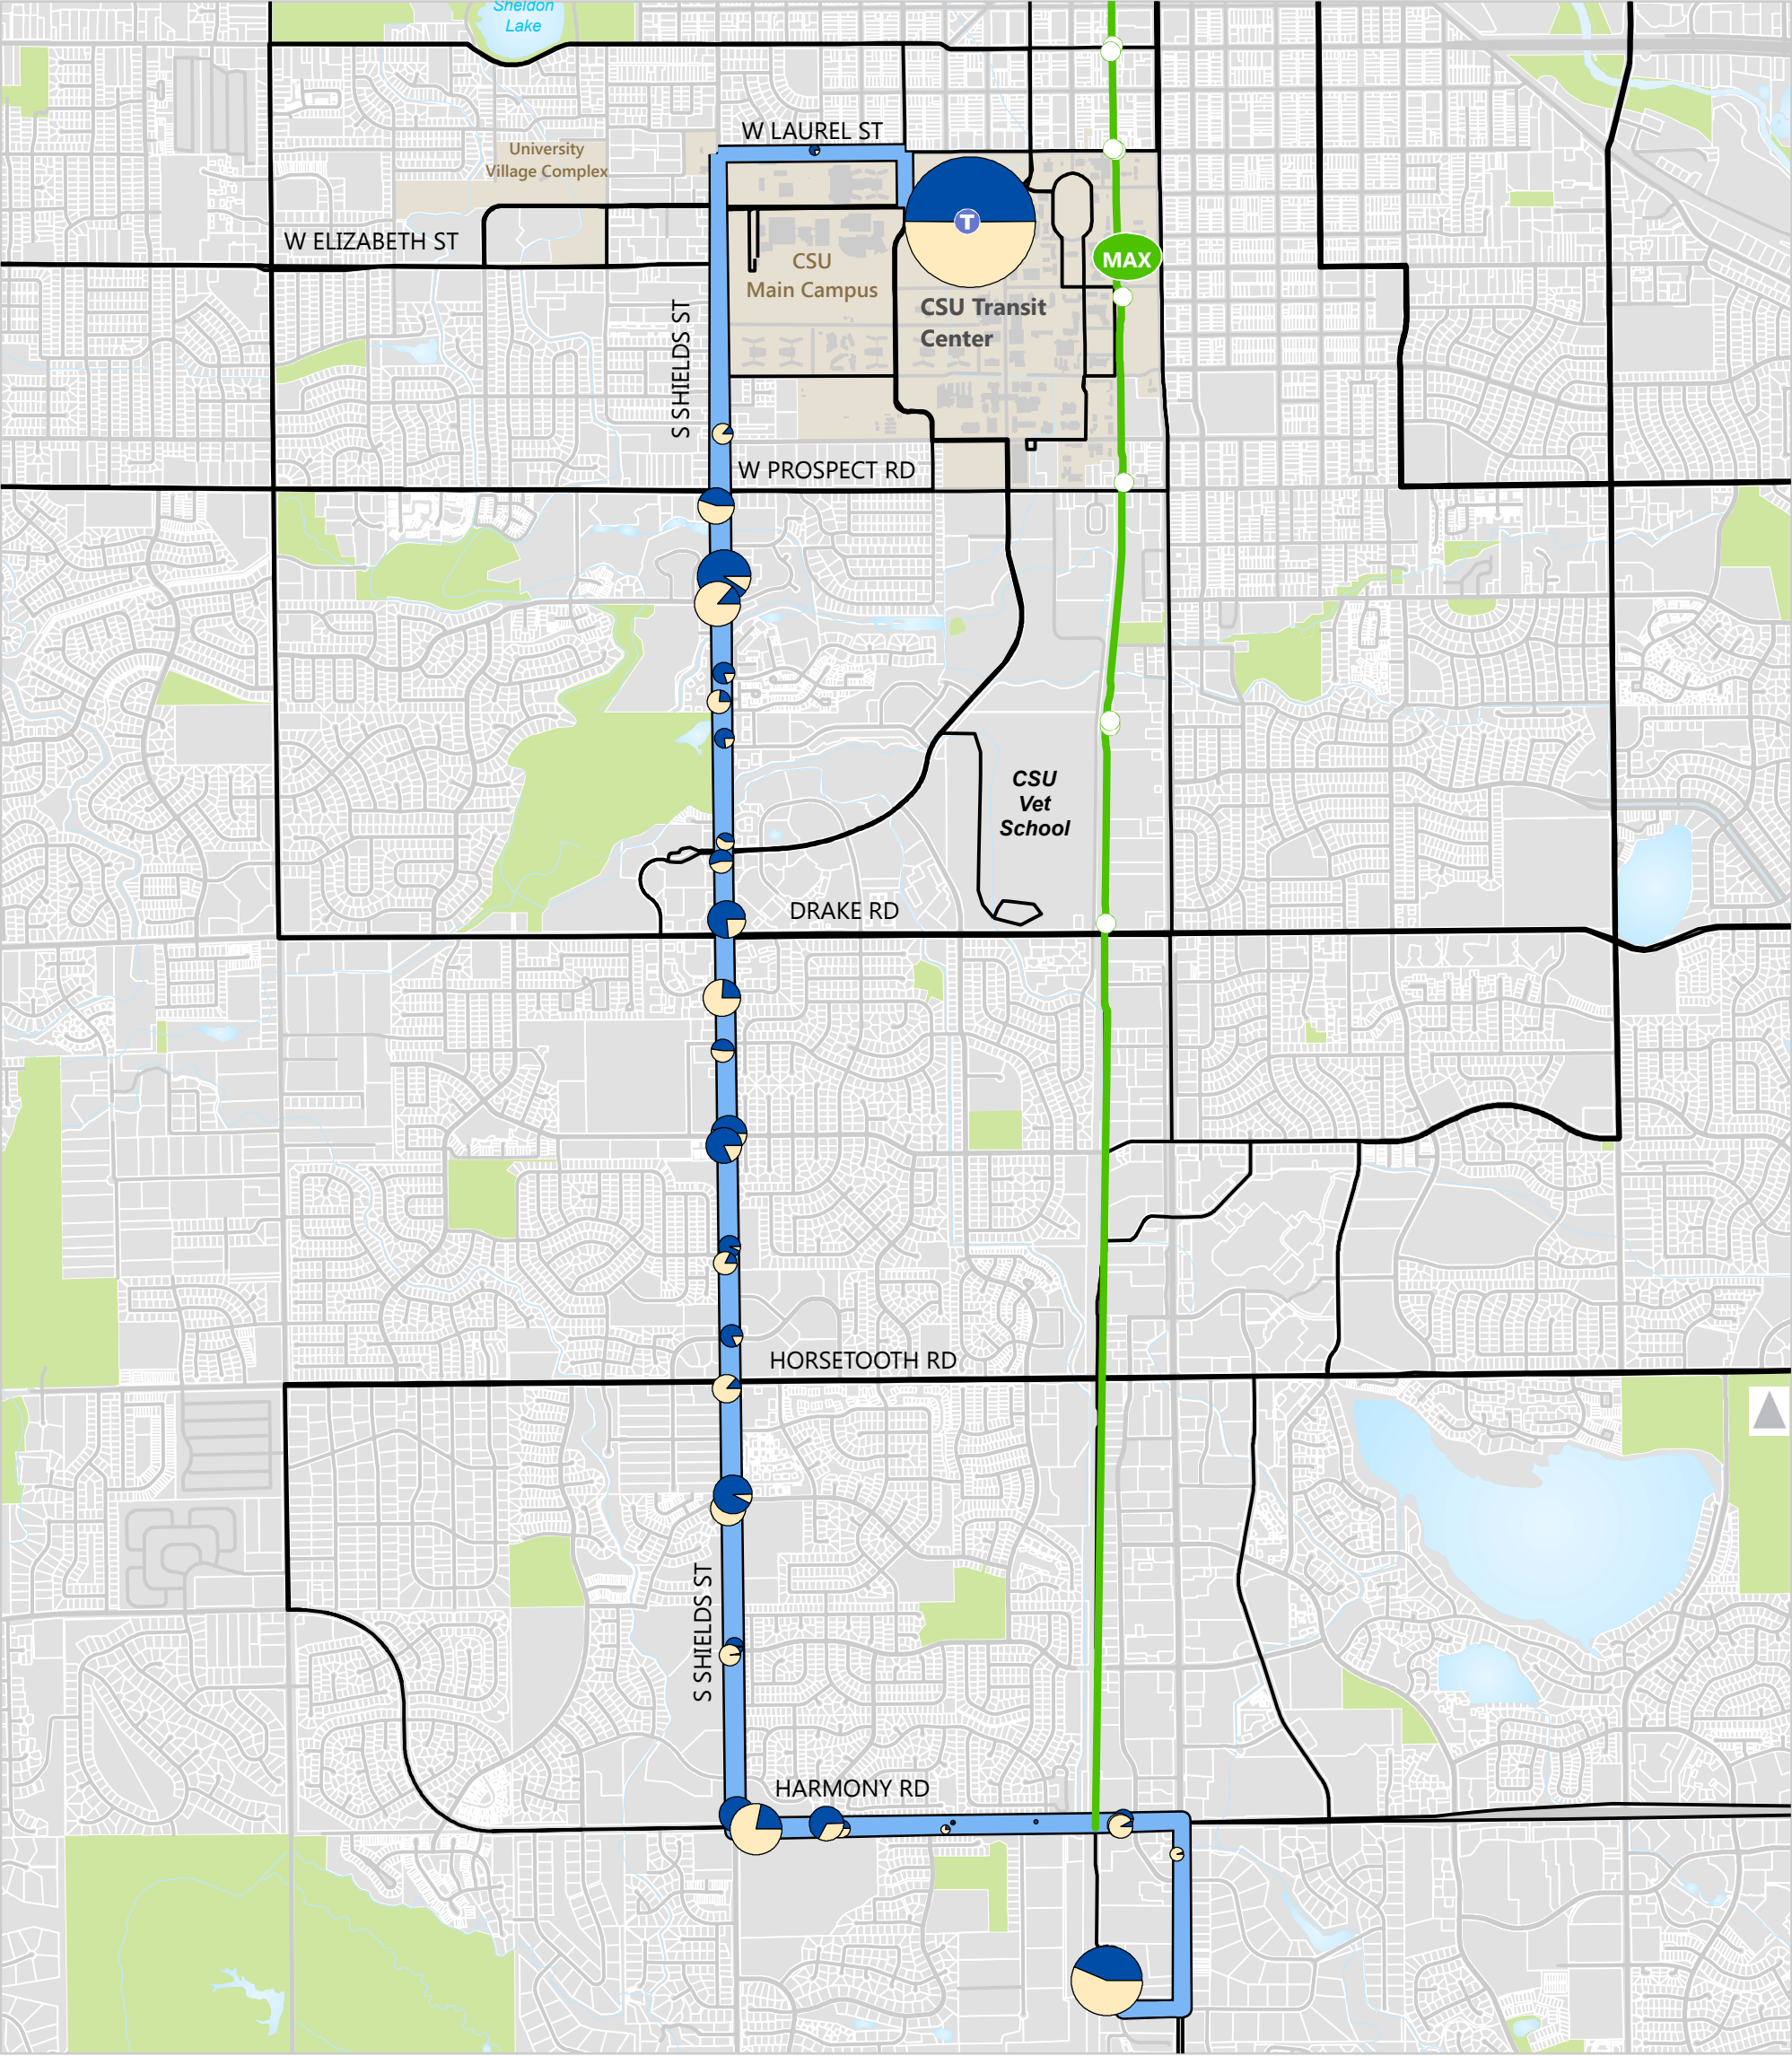 Sheldon
Lake
W LAUREL ST
University
Village Complex
W ELIZABETH ST
T
MAX
CSU
Main Campus
CSU Transit
Center
S SHIELDS ST
W PROSPECT RD
CSU
Vet
School
DRAKE RD
HORSETOOTH RD
S SHIELDS ST
HARMONY RD